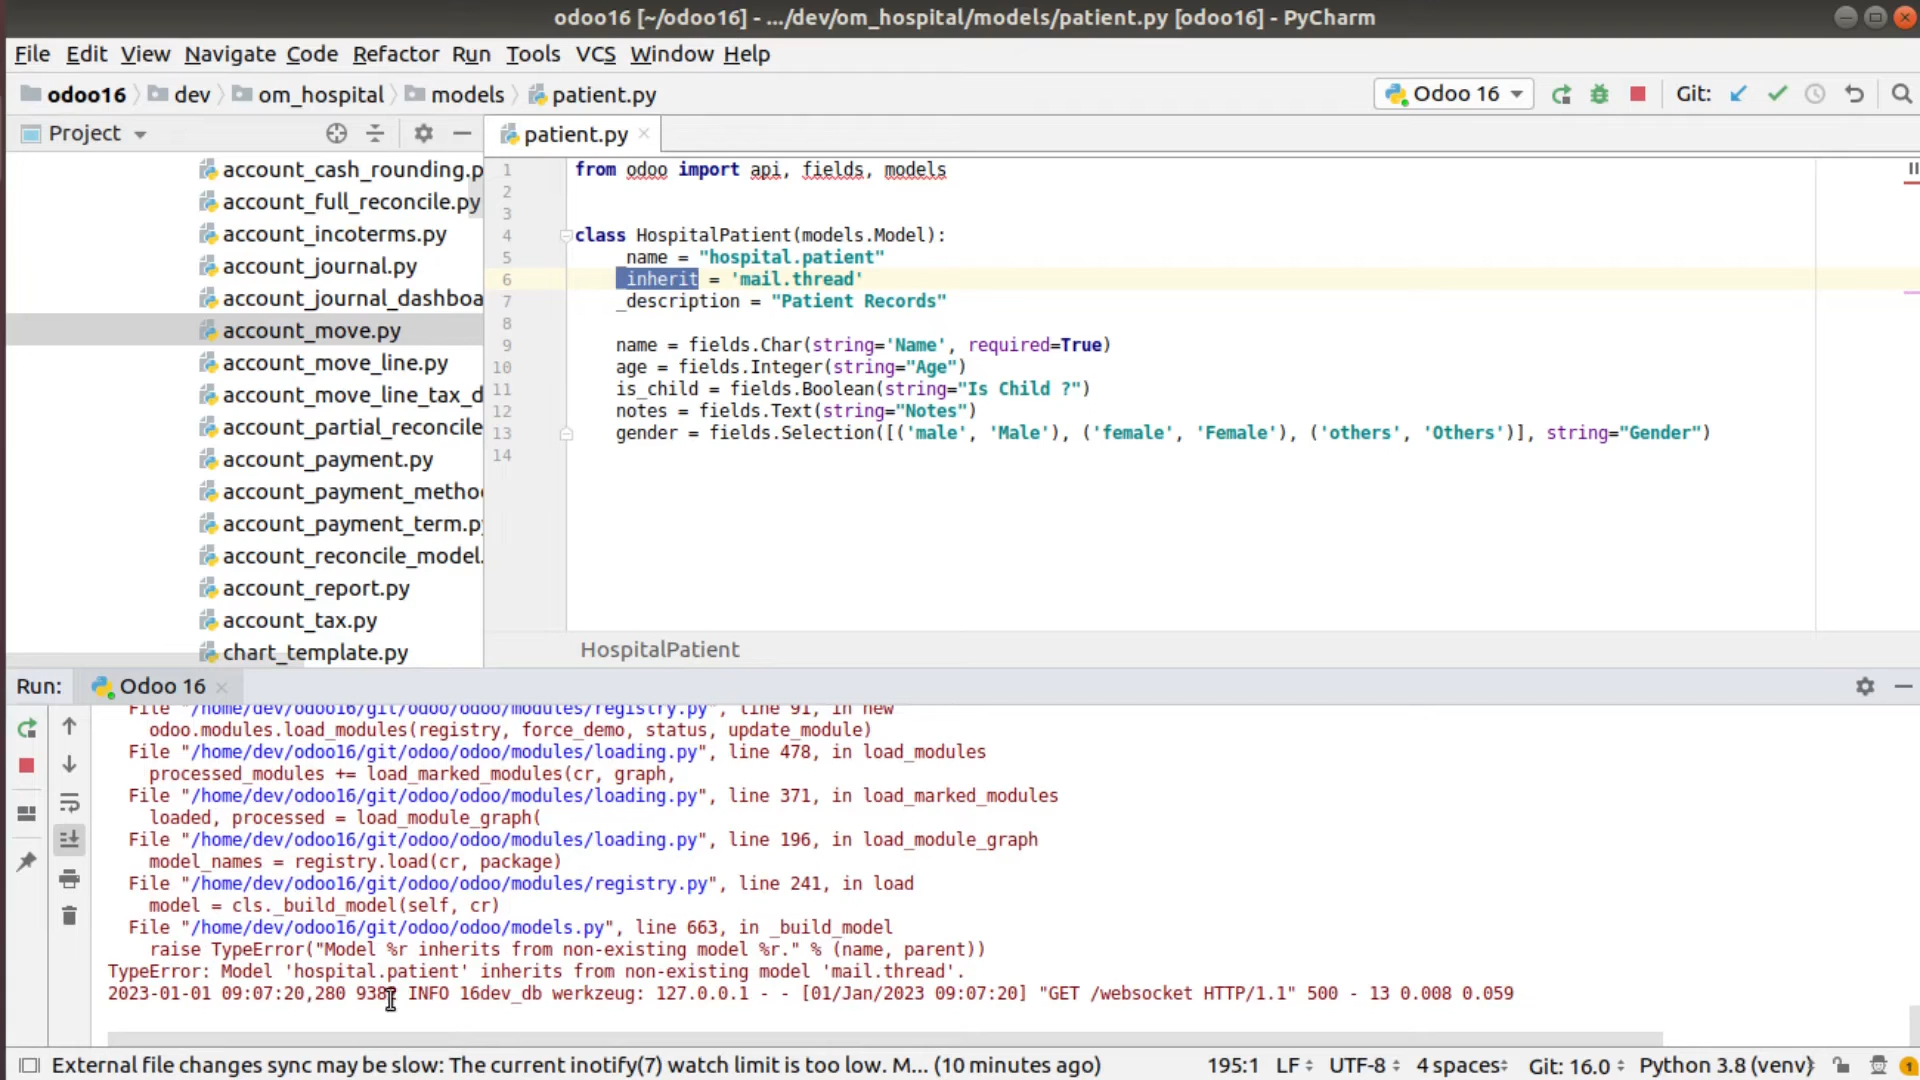 odoo16 [~/odoo16] - .../dev/om_hospital/models/patient.py [odoo16] - PyCharm
File Edit View Navigate Code Refactor Run Tools VCS Window Help
odoo16 dev om_hospital models patient.py
Odoo 16 Git:
Project
patient.py
account_cash_rounding.p
account_full_reconcile.py
account_incoterms.py
account_journal.py
account_journal_dashboa
account_move.py
account_move_line.py
account_move_line_tax_d
account_partial_reconcile
account_payment.py
account_payment_metho
account_payment_term.py
account_reconcile_model.
account_report.py
account_tax.py
chart_template.py
1 from odoo import api, fields, models
2
3
4 class HospitalPatient(models.Model):
5 _name = "hospital.patient"
6 _inherit = 'mail.thread'
7 _description = "Patient Records"
8
9 name = fields.Char(string='Name', required=True)
10 age = fields.Integer(string="Age")
11 is_child = fields.Boolean(string="Is Child ?")
12 notes = fields.Text(string="Notes")
13 gender = fields.Selection([('male', 'Male'), ('female', 'Female'), ('others', 'Others')], string="Gender")
14
HospitalPatient
Run: Odoo 16
File "/home/dev/odoo16/git/odoo/odoo/modules/registry.py", line 91, in new
odoo.modules.load_modules(registry, force_demo, status, update_module)
File "/home/dev/odoo16/git/odoo/odoo/modules/loading.py", line 478, in load_modules
processed_modules += load_marked_modules(cr, graph,
File "/home/dev/odoo16/git/odoo/odoo/modules/loading.py", line 371, in load_marked_modules
loaded, processed = load_module_graph(
File "/home/dev/odoo16/git/odoo/odoo/modules/loading.py", line 196, in load_module_graph
model_names = registry.load(cr, package)
File "/home/dev/odoo16/git/odoo/odoo/modules/registry.py", line 241, in load
model = cls._build_model(self, cr)
File "/home/dev/odoo16/git/odoo/odoo/models.py", line 663, in _build_model
raise TypeError("Model %r inherits from non-existing model %r." % (name, parent))
TypeError: Model 'hospital.patient' inherits from non-existing model 'mail.thread'.
2023-01-01 09:07:20,280 INFO 16dev_db werkzeug: 127.0.0.1 - - [01/Jan/2023 09:07:20] "GET /websocket HTTP/1.1" 500 - 13 0.008 0.059
External file changes sync may be slow: The current inotify(7) watch limit is too low. M... (10 minutes ago) 195:1 LF UTF-8 4 spaces Git: 16.0 Python 3.8 (venv) 1